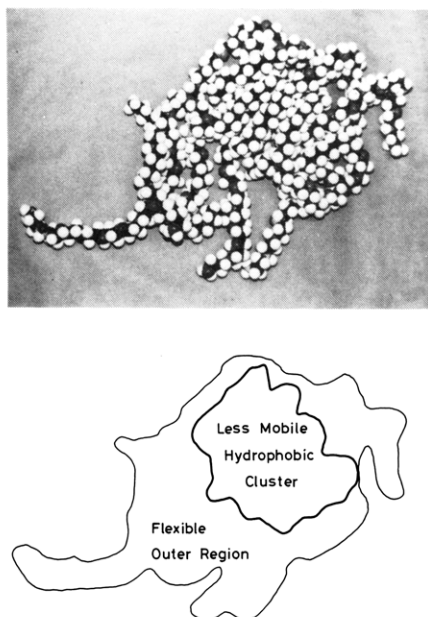 Less Mobile
Hydrophobic
Cluster
Flexible
Outer Region